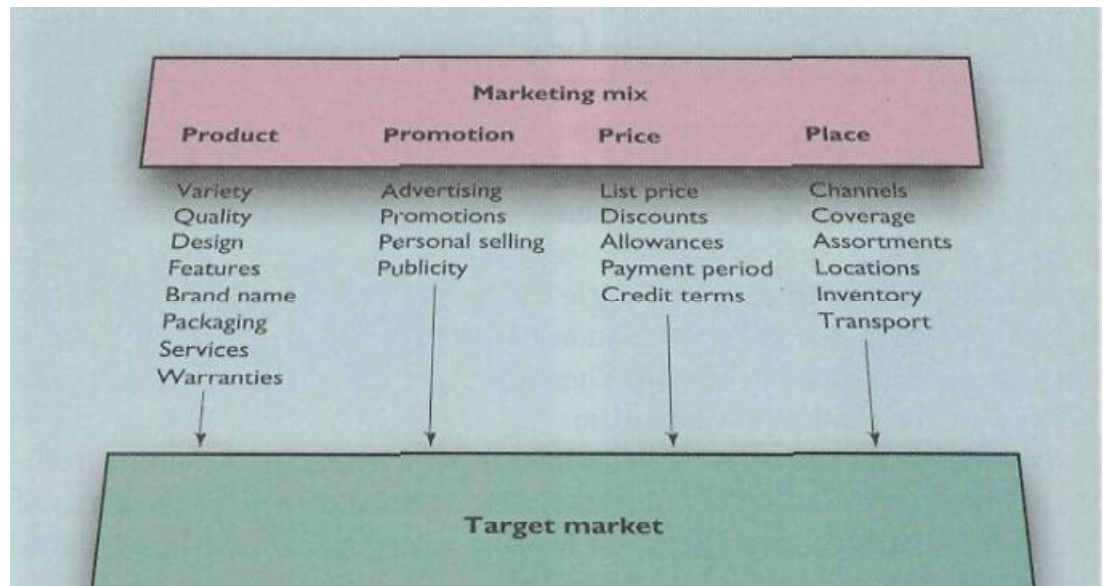 Marketing mix
Product Promotion Price Place
Variety Advertising List price Channels
Quality Promotions Discounts Coverage
Design Personal selling Allowances Assortments
Features Publicity Payment period Locations
Brand name Credit terms Inventory
Packaging Transport
Services
Warranties
Target market